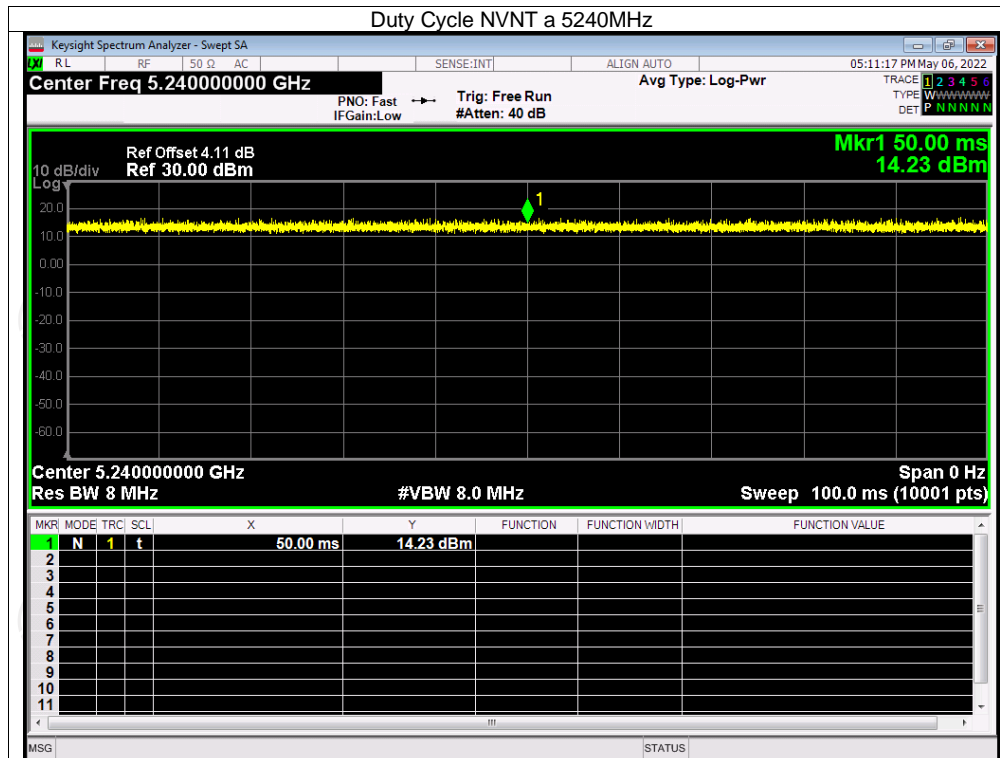 Duty Cycle NVNT a 5240MHz
Keysight Spectrum Analyzer - Swept SA
LXI RL RF 50 Ω AC SENSE:INT ALIGN AUTO 05:11:17 PM May 06, 2022
Center Freq 5.240000000 GHz Avg Type: Log-Pwr TRACE 1 2 3 4 5 6
PNO: Fast Trig: Free Run TYPE WWWWWW
IFGain:Low #Atten: 40 dB DET P N N N N N
Mkr1 50.00 ms
Ref Offset 4.11 dB 14.23 dBm
10 dB/div Ref 30.00 dBm
Log
1
20.0
10.0
0.00
-10.0
-20.0
-30.0
-40.0
-50.0
-60.0
Center 5.240000000 GHz Span 0 Hz
Res BW 8 MHz #VBW 8.0 MHz Sweep 100.0 ms (10001 pts)
MKR MODE TRC SCL X Y FUNCTION FUNCTION WIDTH FUNCTION VALUE
1 N 1 t 50.00 ms 14.23 dBm
2
3
4
5
6
7
8
9
10
11
MSG STATUS